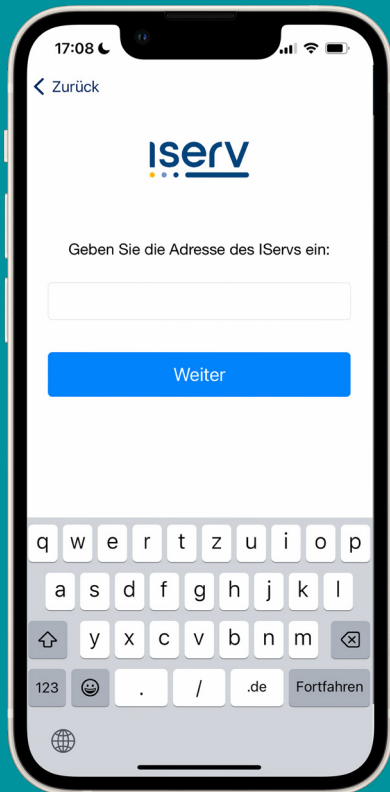 17:08
Zurück
ISerV
Geben Sie die Adresse des IServs ein:
Weiter
q w e r t z u i o p
a s d f g h j k l
y x c v b n m
123 . / .de Fortfahren